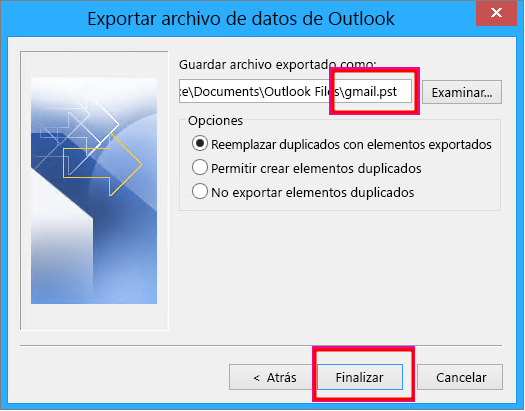 Exportar archivo de datos de Outlook
Guardar archivo exportado como:
:e\Documents\Outlook Files\gmail.pst
Examinar...
Opciones
Reemplazar duplicados con elementos exportados
Permitir crear elementos duplicados
No exportar elementos duplicados
< Atrás
Finalizar
Cancelar